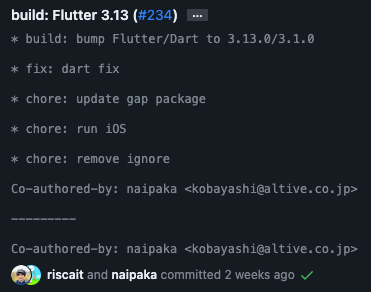 build: Flutter 3.13 (#234) ...
* build: bump Flutter/Dart to 3.13.0/3.1.0
* fix: dart fix
* chore: update gap package
* chore: run iOS
* chore: remove ignore
Co-authored-by: naipaka <kobayashi@altive.co.jp>
---------
Co-authored-by: naipaka <kobayashi@altive.co.jp>
riscait and naipaka committed 2 weeks ago ✓